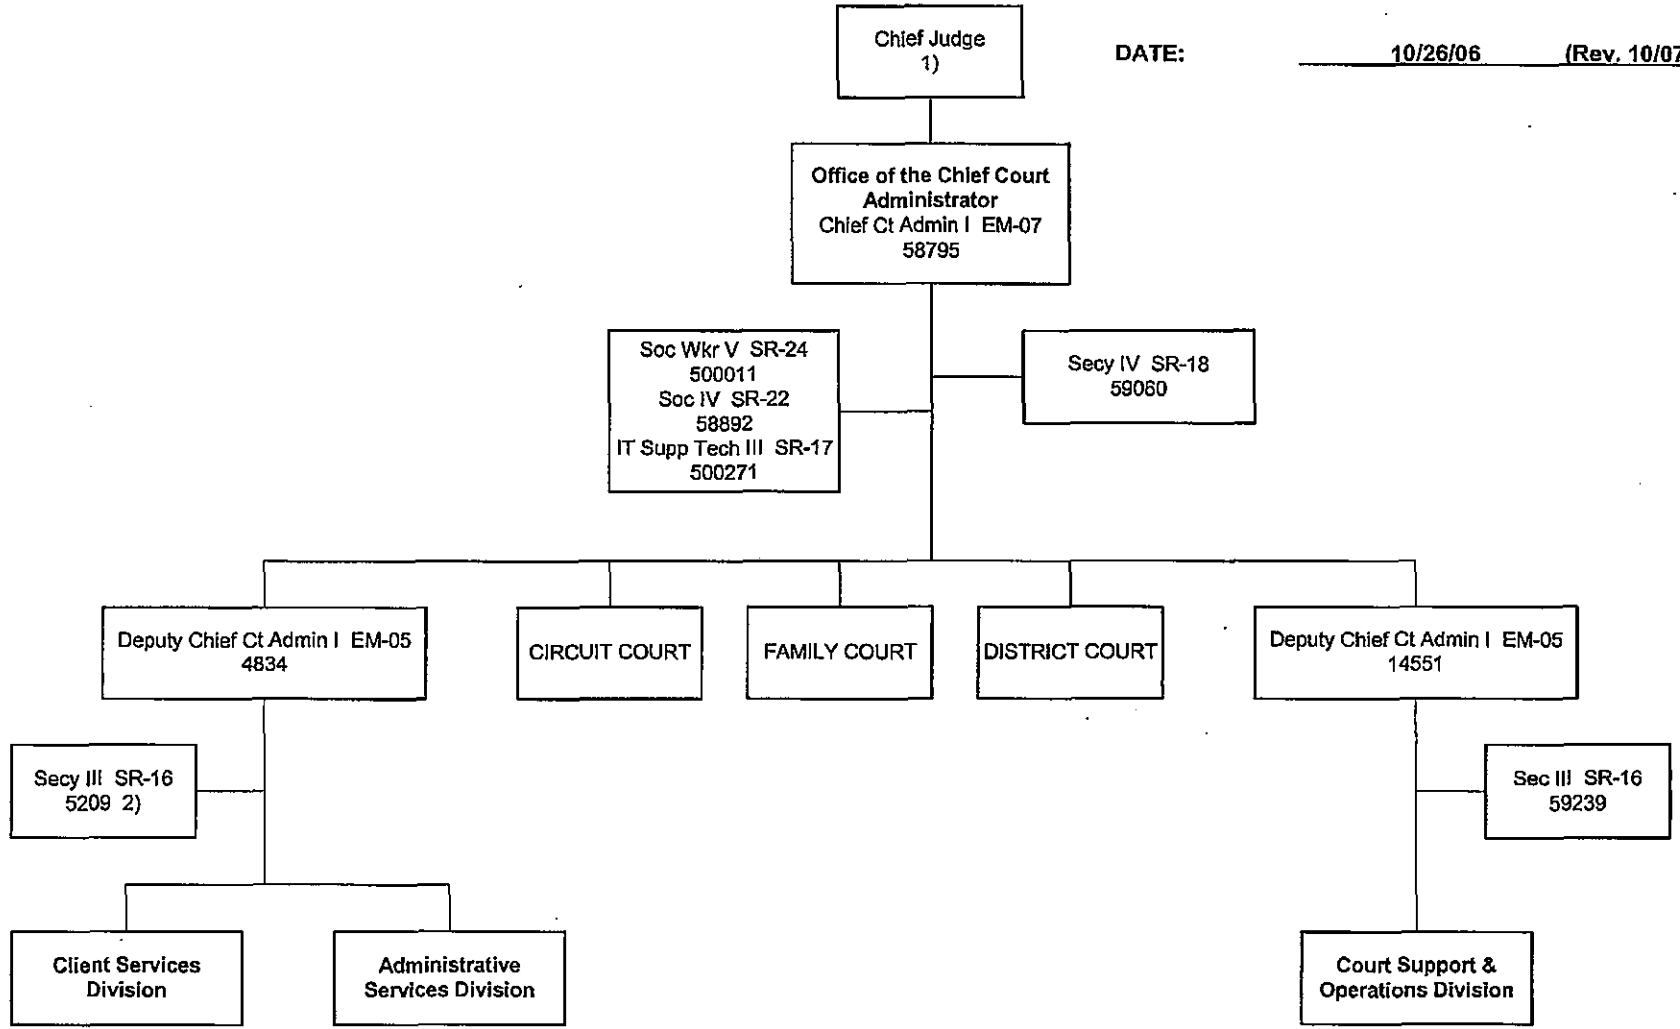 Chief Judge
1)
DATE: 10/26/06 (Rev. 10/07
Office of the Chief Court
Administrator
Chief Ct Admin I EM-07
58795
Soc Wkr V SR-24
500011
Soc IV SR-22
58892
IT Supp Tech III SR-17
500271
Secy IV SR-18
59060
Deputy Chief Ct Admin I EM-05
4834
CIRCUIT COURT
FAMILY COURT
DISTRICT COURT
Deputy Chief Ct Admin I EM-05
14551
Secy III SR-16
5209 2)
Sec III SR-16
59239
Client Services
Division
Administrative
Services Division
Court Support &
Operations Division